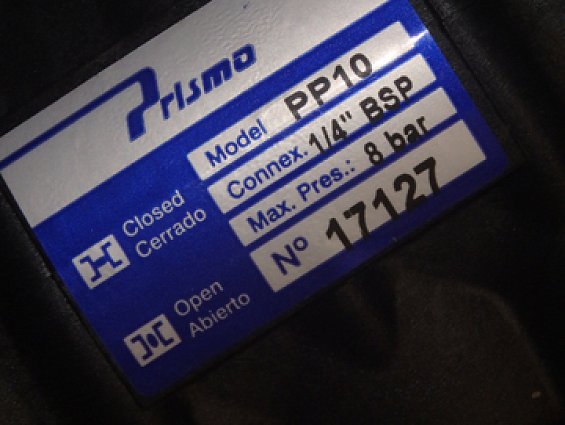 Prismo
Model PP10
Connex. 1/4" BSP
Max. Pres.: 8 bar
Nº 17127
Closed
Cerrado
Open
Abierto